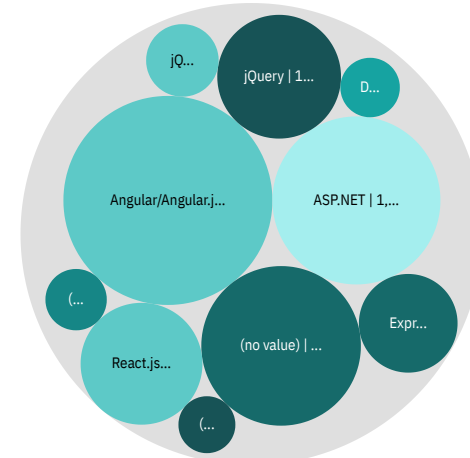 jQ...
jQuery | 1...
D...
Angular/Angular.j...
ASP.NET | 1,...
(...
Expr...
(no value) | ...
React.js...
(...